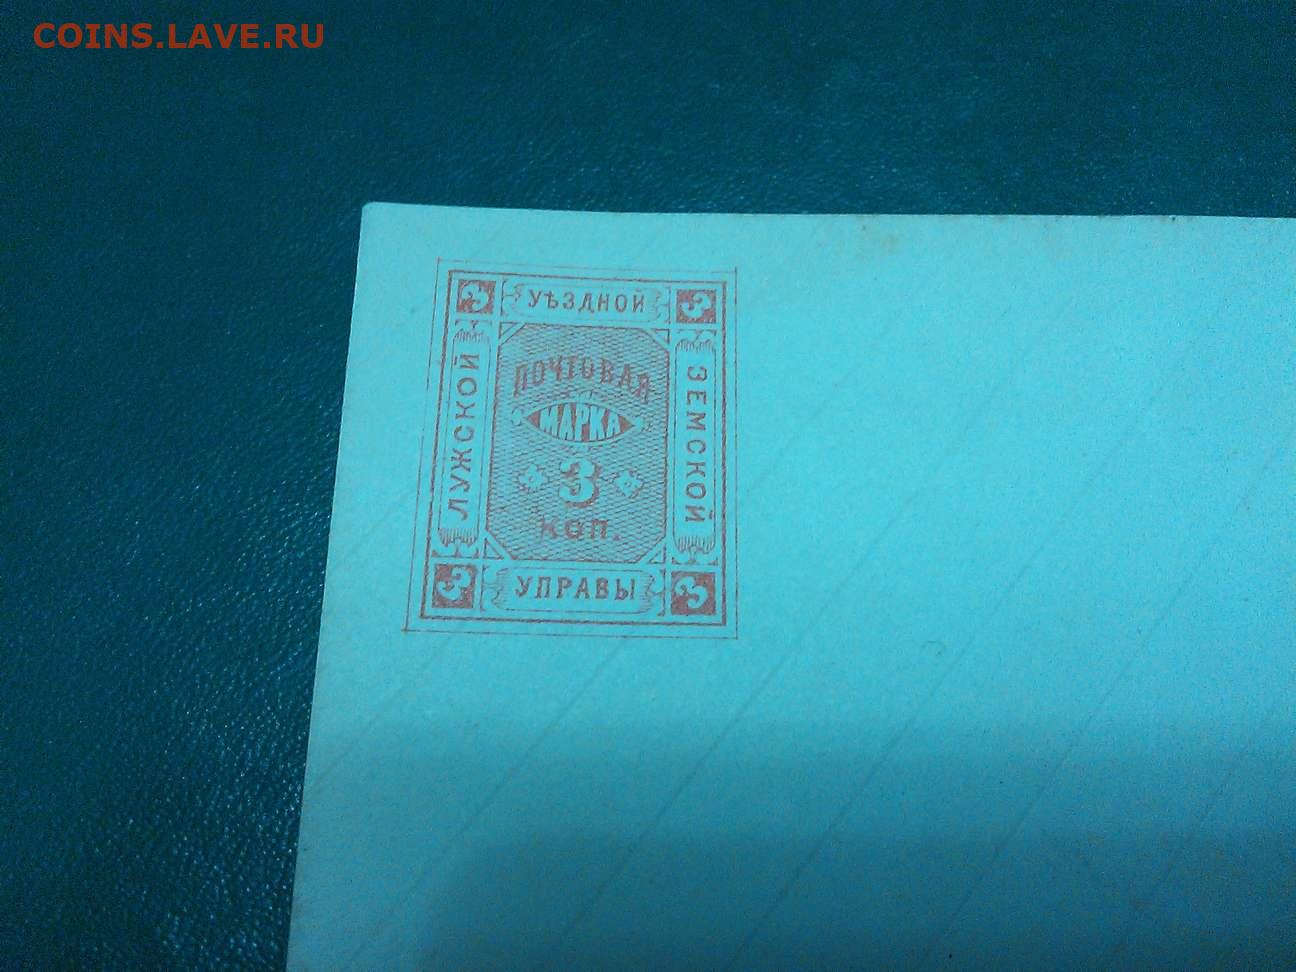 COINS.LAVE.RU
3 УѢЗДНОЙ 3
ЛУЖСКОЙ
ПОЧТОВАЯ
МАРКА
3
КОП.
ЗЕМСКОЙ
3 УПРАВЫ 3